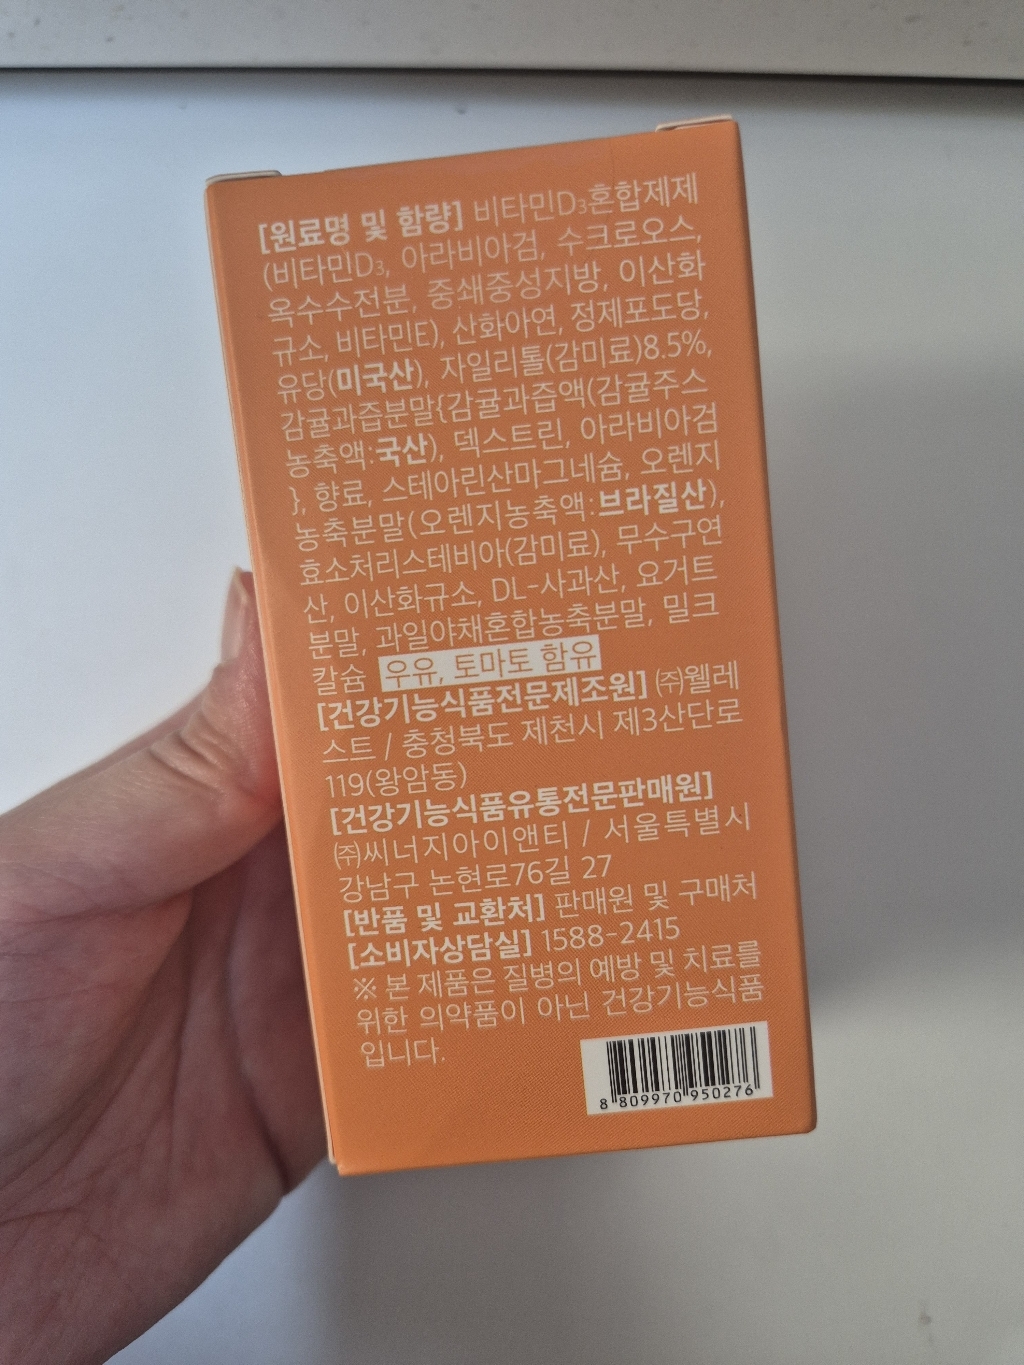 [원료명 및 함량] 비타민D₃혼합제제
(비타민D₃, 아라비아검, 수크로오스,
옥수수전분, 중쇄중성지방, 이산화
규소, 비타민E), 산화아연, 정제포도당,
유당(미국산), 자일리톨(감미료)8.5%,
감귤과즙분말{감귤과즙액(감귤주스
농축액:국산), 덱스트린, 아라비아검
}, 향료, 스테아린산마그네슘, 오렌지
농축분말(오렌지농축액:브라질산),
효소처리스테비아(감미료), 무수구연
산, 이산화규소, DL-사과산, 요거트
분말, 과일야채혼합농축분말, 밀크
칼슘 우유, 토마토 함유
[건강기능식품전문제조원] ㈜웰레
스트 / 충청북도 제천시 제3산단로
119(왕암동)
[건강기능식품유통전문판매원]
㈜씨너지아이앤티 / 서울특별시
강남구 논현로76길 27
[반품 및 교환처] 판매원 및 구매처
[소비자상담실] 1588-2415
※ 본 제품은 질병의 예방 및 치료를
위한 의약품이 아닌 건강기능식품
입니다.
8 809970 950276